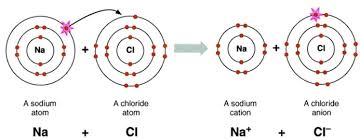 Na + Cl Na + Cl
A sodium atom A chloride atom A sodium cation A chloride anion
Na + Cl Na⁺ + Cl⁻